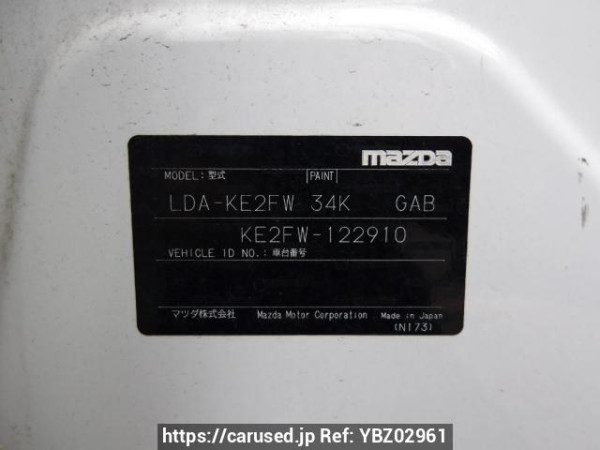 mazda
MODEL: 型式 |PAINT|
LDA-KE2FW 34K GAB
KE2FW-122910
VEHICLE ID NO.: 車台番号
マツダ株式会社 Mazda Motor Corporation Made in Japan
(N173)
https://carused.jp Ref: YBZ02961